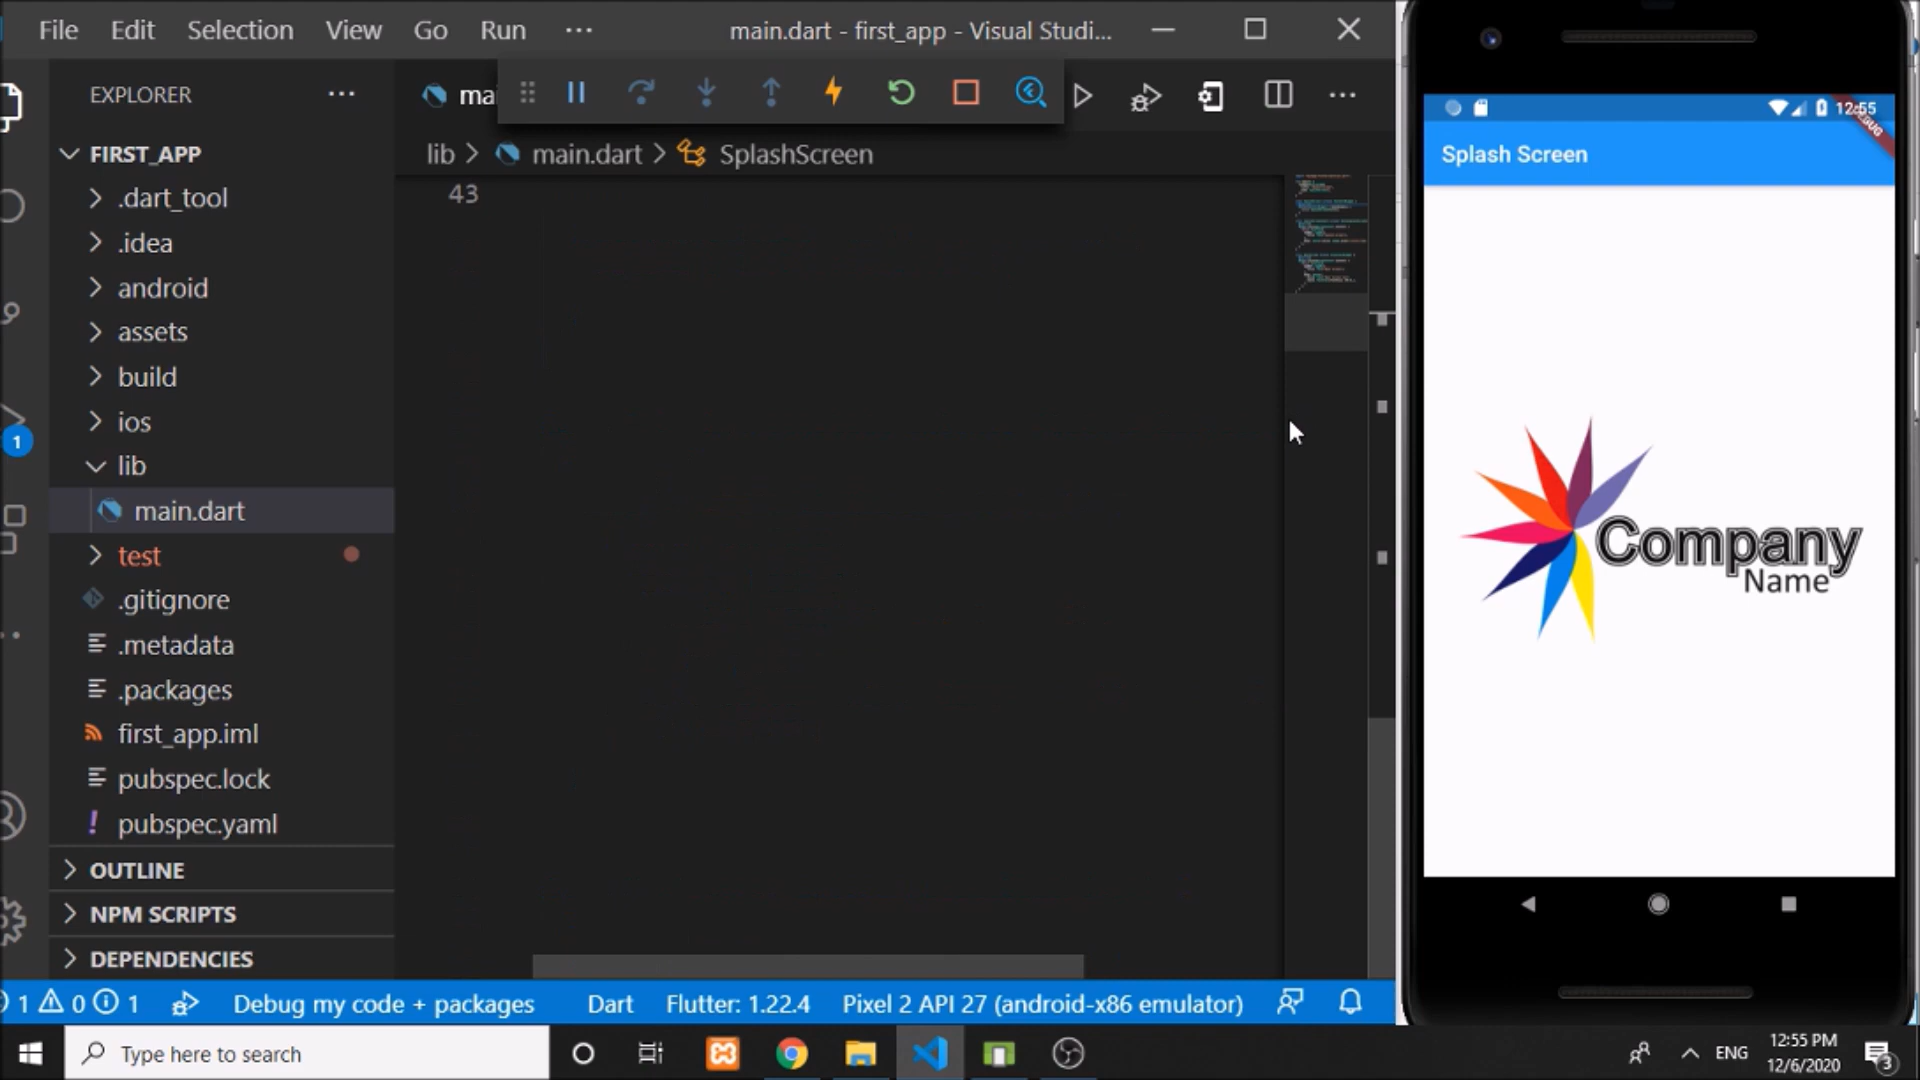 File Edit Selection View Go Run ··· main.dart - first_app - Visual Studi...
EXPLORER ···
mai
lib > main.dart > SplashScreen
43
FIRST_APP
.dart_tool
.idea
android
assets
build
ios
lib
main.dart
test
.gitignore
.metadata
.packages
first_app.iml
pubspec.lock
pubspec.yaml
OUTLINE
NPM SCRIPTS
DEPENDENCIES
1
1 0 1 Debug my code + packages Dart Flutter: 1.22.4 Pixel 2 API 27 (android-x86 emulator)
12:55
DEBUG
Splash Screen
Company
Name
Type here to search
ENG
12:55 PM
12/6/2020
3